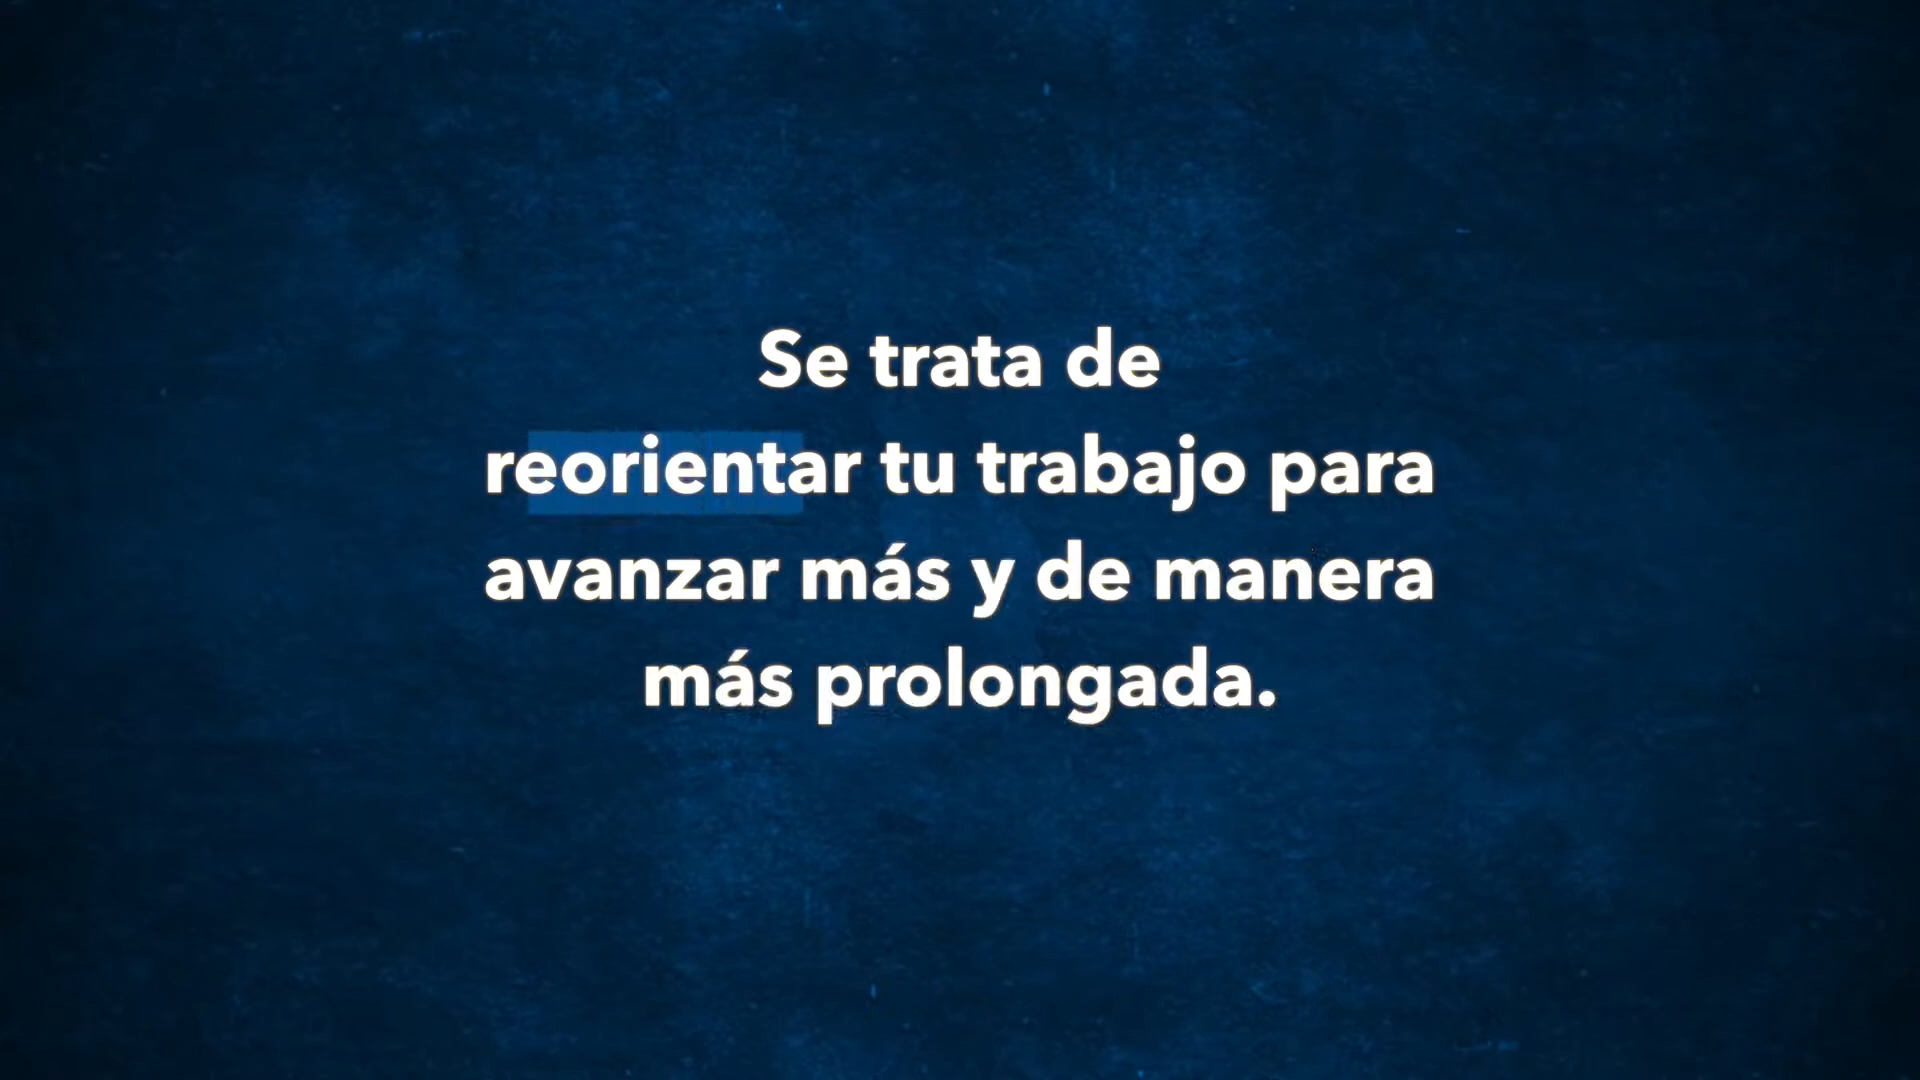 Se trata de
reorientar tu trabajo para
avanzar más y de manera
más prolongada.